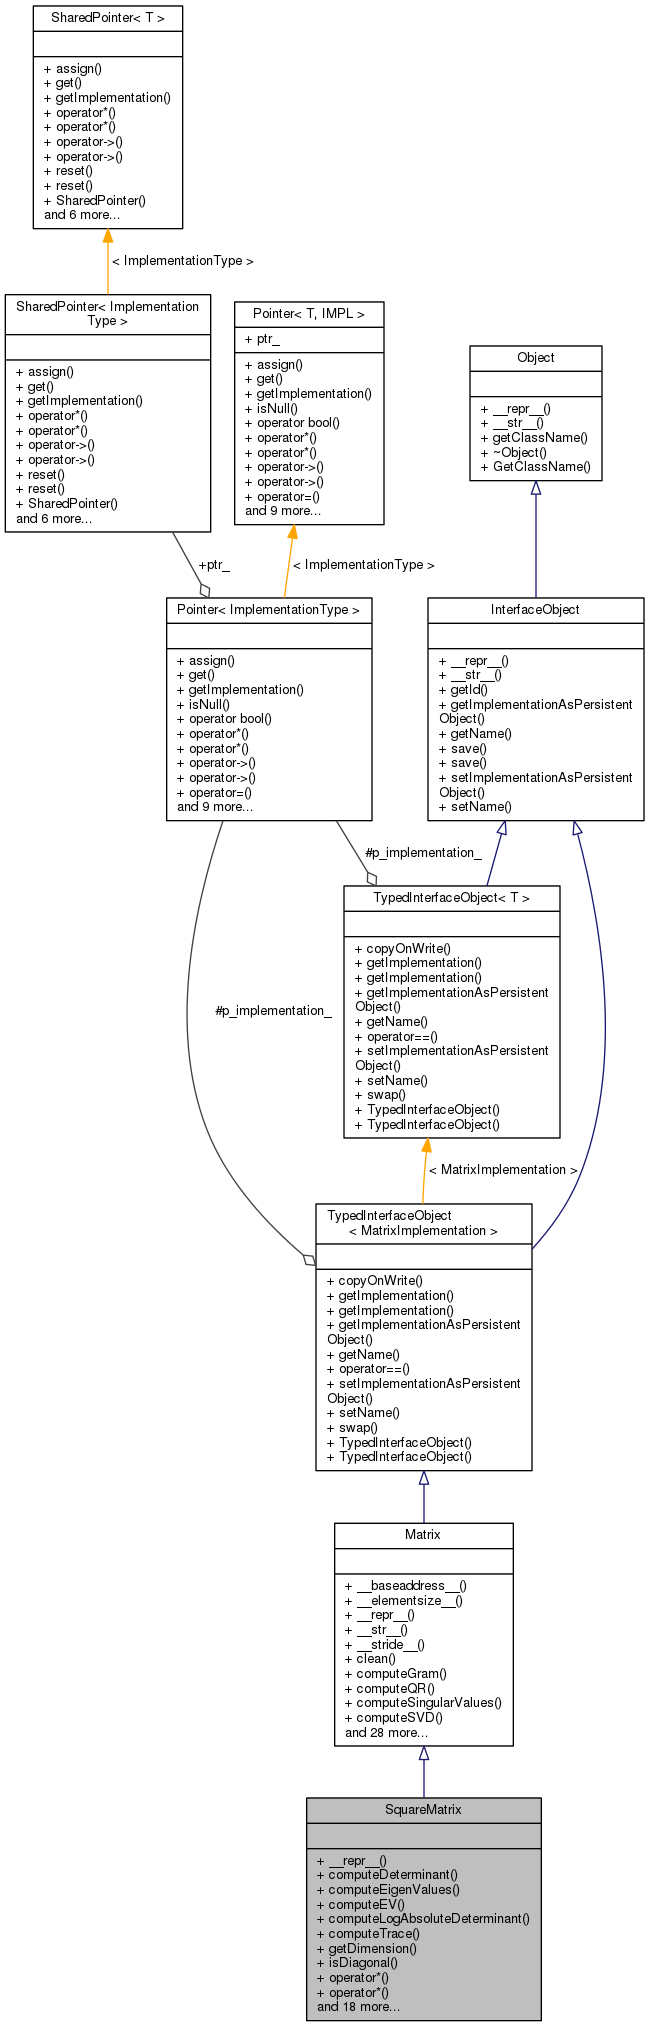 SharedPointer< T >
+ assign()
+ get()
+ getImplementation()
+ operator*()
+ operator*()
+ operator->()
+ operator->()
+ reset()
+ reset()
+ SharedPointer()
and 6 more...
< ImplementationType >
SharedPointer< Implementation
Type >
+ assign()
+ get()
+ getImplementation()
+ operator*()
+ operator*()
+ operator->()
+ operator->()
+ reset()
+ reset()
+ SharedPointer()
and 6 more...
Pointer< T, IMPL >
+ ptr_
+ assign()
+ get()
+ getImplementation()
+ isNull()
+ operator bool()
+ operator*()
+ operator*()
+ operator->()
+ operator->()
+ operator=()
and 9 more...
Object
+ __repr__()
+ __str__()
+ getClassName()
+ ~Object()
+ GetClassName()
+ptr_
< ImplementationType >
Pointer< ImplementationType >
+ assign()
+ get()
+ getImplementation()
+ isNull()
+ operator bool()
+ operator*()
+ operator*()
+ operator->()
+ operator->()
+ operator=()
and 9 more...
InterfaceObject
+ __repr__()
+ __str__()
+ getId()
+ getImplementationAsPersistent
Object()
+ getName()
+ save()
+ save()
+ setImplementationAsPersistent
Object()
+ setName()
#p_implementation_
TypedInterfaceObject< T >
+ copyOnWrite()
+ getImplementation()
+ getImplementation()
+ getImplementationAsPersistent
Object()
+ getName()
+ operator==()
+ setImplementationAsPersistent
Object()
+ setName()
+ swap()
+ TypedInterfaceObject()
+ TypedInterfaceObject()
#p_implementation_
< MatrixImplementation >
TypedInterfaceObject
< MatrixImplementation >
+ copyOnWrite()
+ getImplementation()
+ getImplementation()
+ getImplementationAsPersistent
Object()
+ getName()
+ operator==()
+ setImplementationAsPersistent
Object()
+ setName()
+ swap()
+ TypedInterfaceObject()
+ TypedInterfaceObject()
Matrix
+ __baseaddress__()
+ __elementsize__()
+ __repr__()
+ __str__()
+ __stride__()
+ clean()
+ computeGram()
+ computeQR()
+ computeSingularValues()
+ computeSVD()
and 28 more...
SquareMatrix
+ __repr__()
+ computeDeterminant()
+ computeEigenValues()
+ computeEV()
+ computeLogAbsoluteDeterminant()
+ computeTrace()
+ getDimension()
+ isDiagonal()
+ operator*()
+ operator*()
and 18 more...